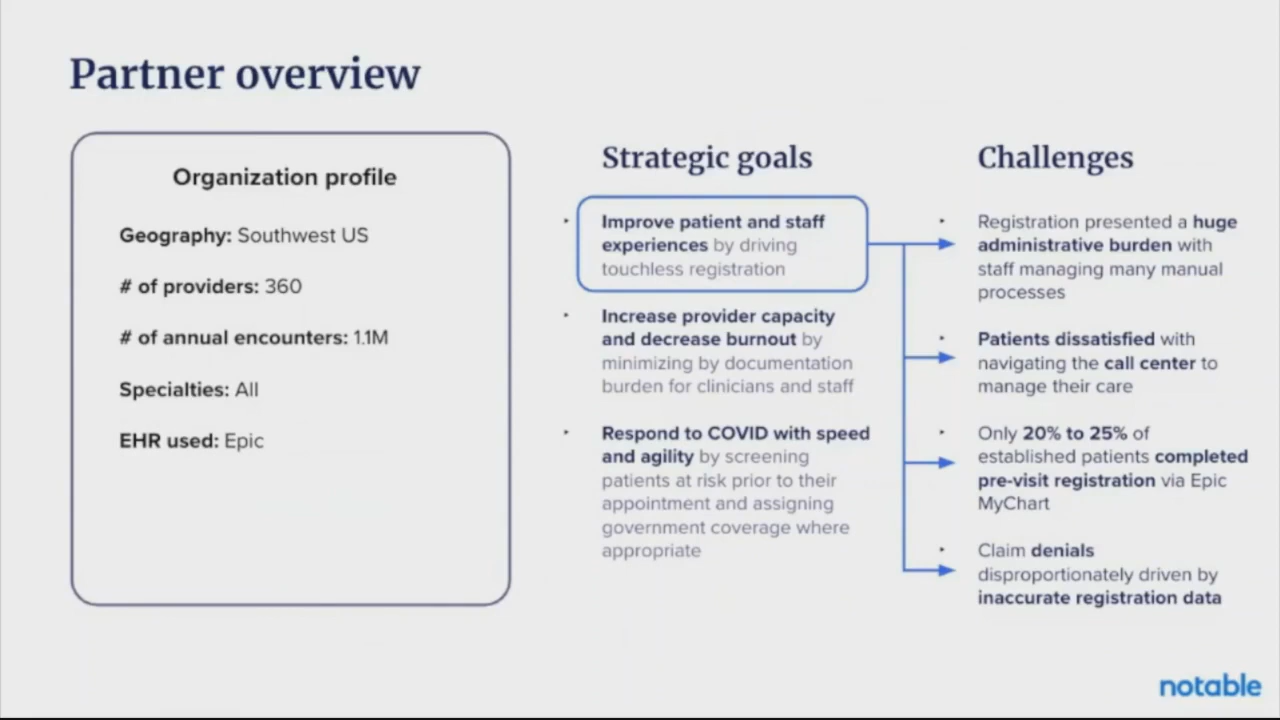 Partner overview
Organization profile
Geography: Southwest US
# of providers: 360
# of annual encounters: 1.1M
Specialties: All
EHR used: Epic
Strategic goals
Improve patient and staff
experiences by driving
touchless registration
Increase provider capacity
and decrease burnout by
minimizing by documentation
burden for clinicians and staff
Respond to COVID with speed
and agility by screening
patients at risk prior to their
appointment and assigning
government coverage where
appropriate
Challenges
Registration presented a huge
administrative burden with
staff managing many manual
processes
Patients dissatisfied with
navigating the call center to
manage their care
Only 20% to 25% of
established patients completed
pre-visit registration via Epic
MyChart
Claim denials
disproportionately driven by
inaccurate registration data
notable